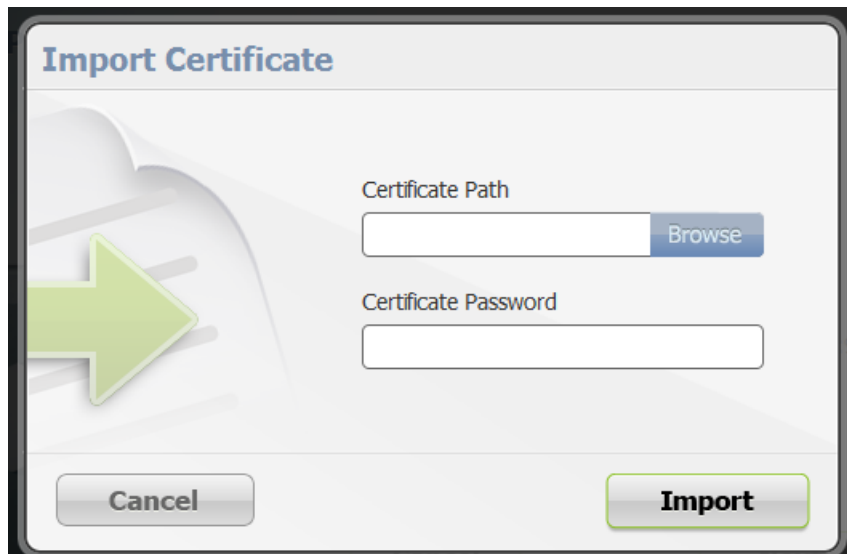 Import Certificate
Certificate Path
Browse
Certificate Password
Cancel
Import